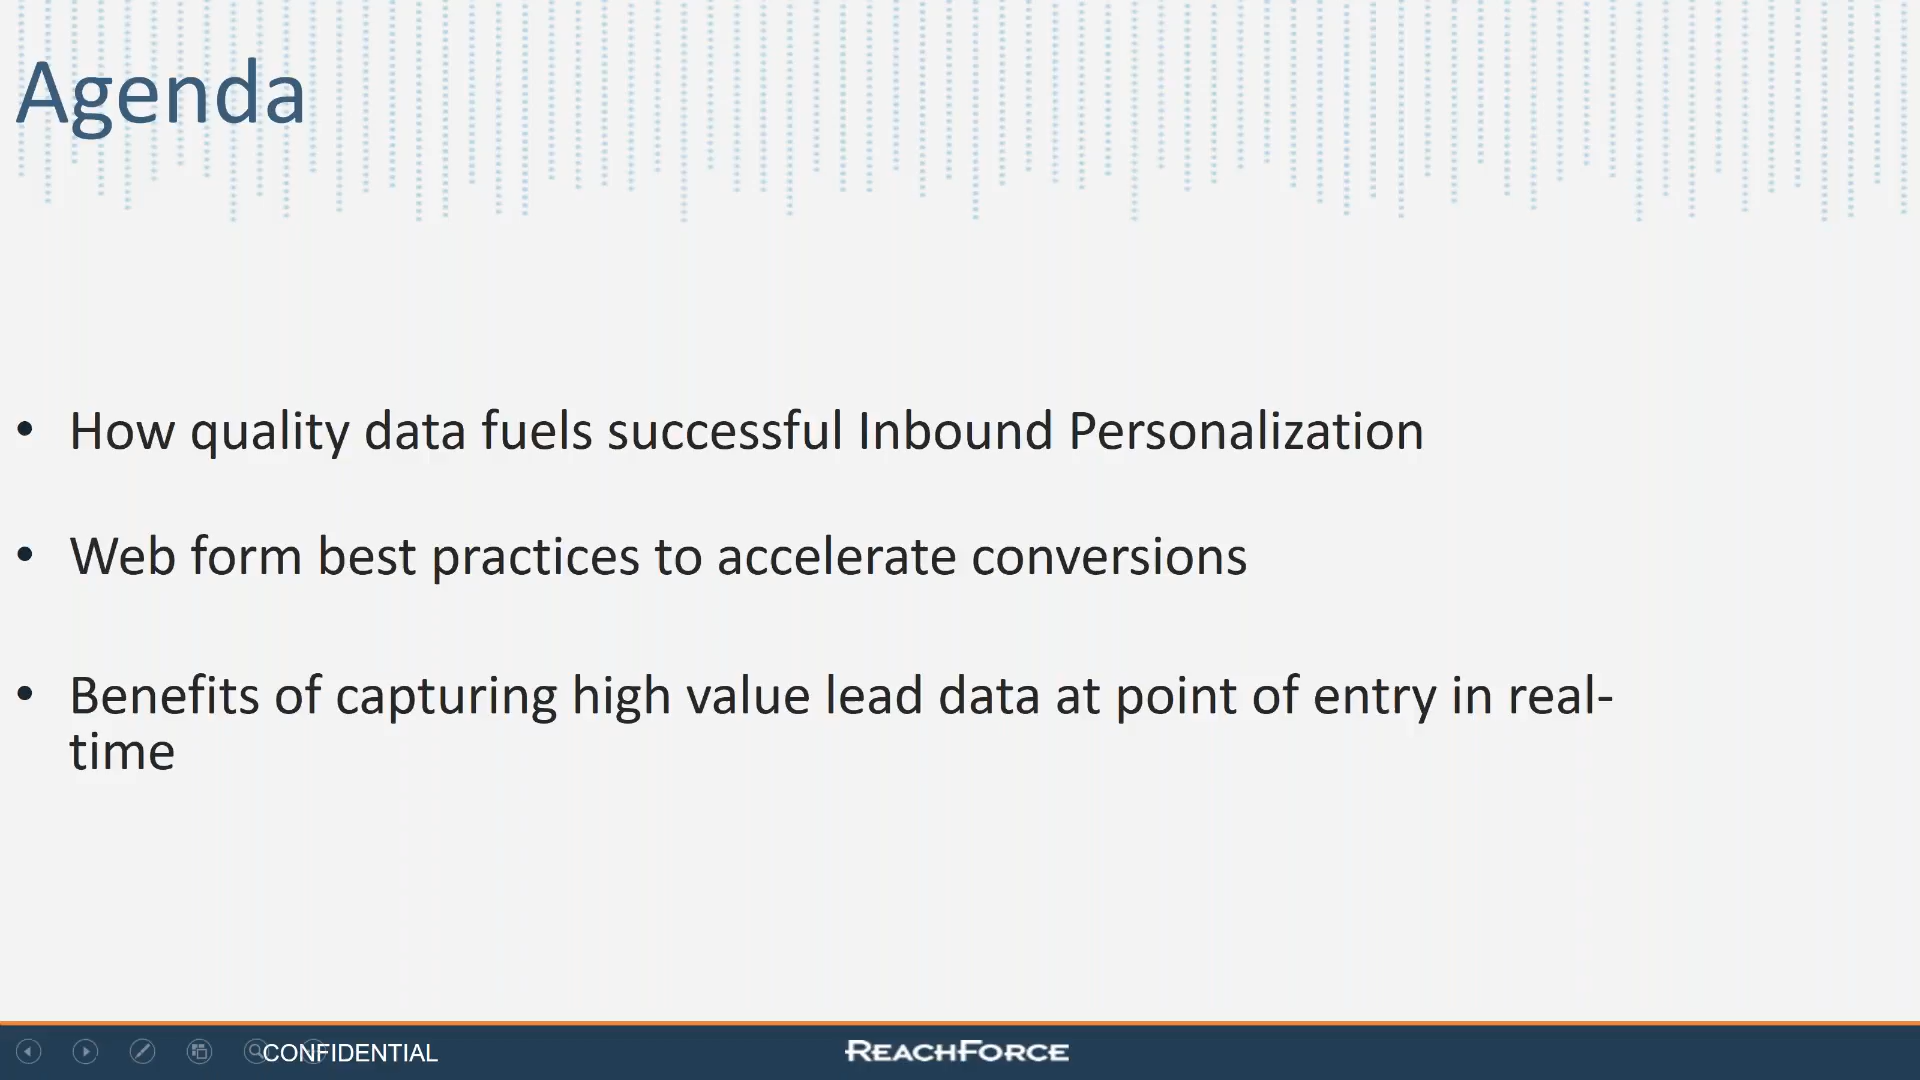 Agenda
• How quality data fuels successful Inbound Personalization
• Web form best practices to accelerate conversions
• Benefits of capturing high value lead data at point of entry in real-
time
CONFIDENTIAL
REACHFORCE